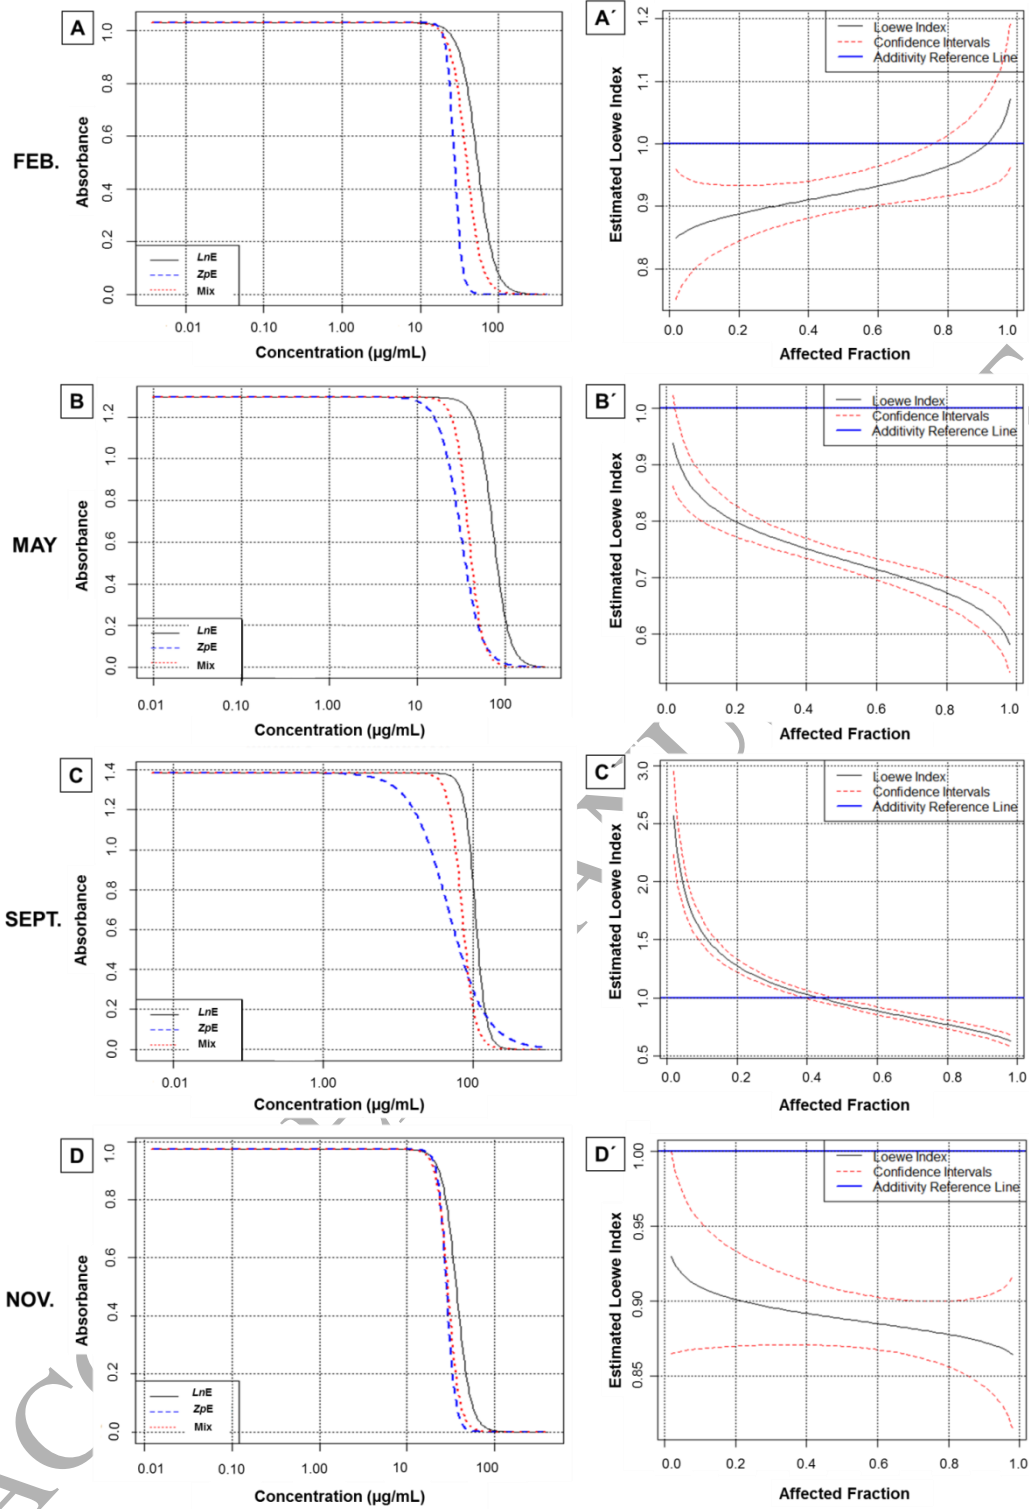 A
1.0
0.8
0.6
0.4
0.2
0.0
Absorbance
LnE
ZpE
Mix
0.01
0.10
1.00
10
100
Concentration (µg/mL)
FEB.
A´
1.2
1.1
1.0
0.9
0.8
Estimated Loewe Index
Loewe Index
Confidence Intervals
Additivity Reference Line
0.0
0.2
0.4
0.6
0.8
1.0
Affected Fraction
B
1.2
1.0
0.8
0.6
0.4
0.2
0.0
Absorbance
LnE
ZpE
Mix
0.01
0.10
1.00
10
100
Concentration (µg/mL)
MAY
B´
1.0
0.9
0.8
0.7
0.6
Estimated Loewe Index
Loewe Index
Confidence Intervals
Additivity Reference Line
0.0
0.2
0.4
0.6
0.8
1.0
Affected Fraction
C
1.4
1.2
1.0
0.8
0.6
0.4
0.2
0.0
Absorbance
LnE
ZpE
Mix
0.01
1.00
100
Concentration (µg/mL)
SEPT.
C´
3.0
2.5
2.0
1.5
1.0
0.5
Estimated Loewe Index
Loewe Index
Confidence Intervals
Additivity Reference Line
0.0
0.2
0.4
0.6
0.8
1.0
Affected Fraction
D
1.0
0.8
0.6
0.4
0.2
0.0
Absorbance
LnE
ZpE
Mix
0.01
0.10
1.00
10
100
Concentration (µg/mL)
NOV.
D´
1.00
0.95
0.90
0.85
Estimated Loewe Index
Loewe Index
Confidence Intervals
Additivity Reference Line
0.0
0.2
0.4
0.6
0.8
1.0
Affected Fraction